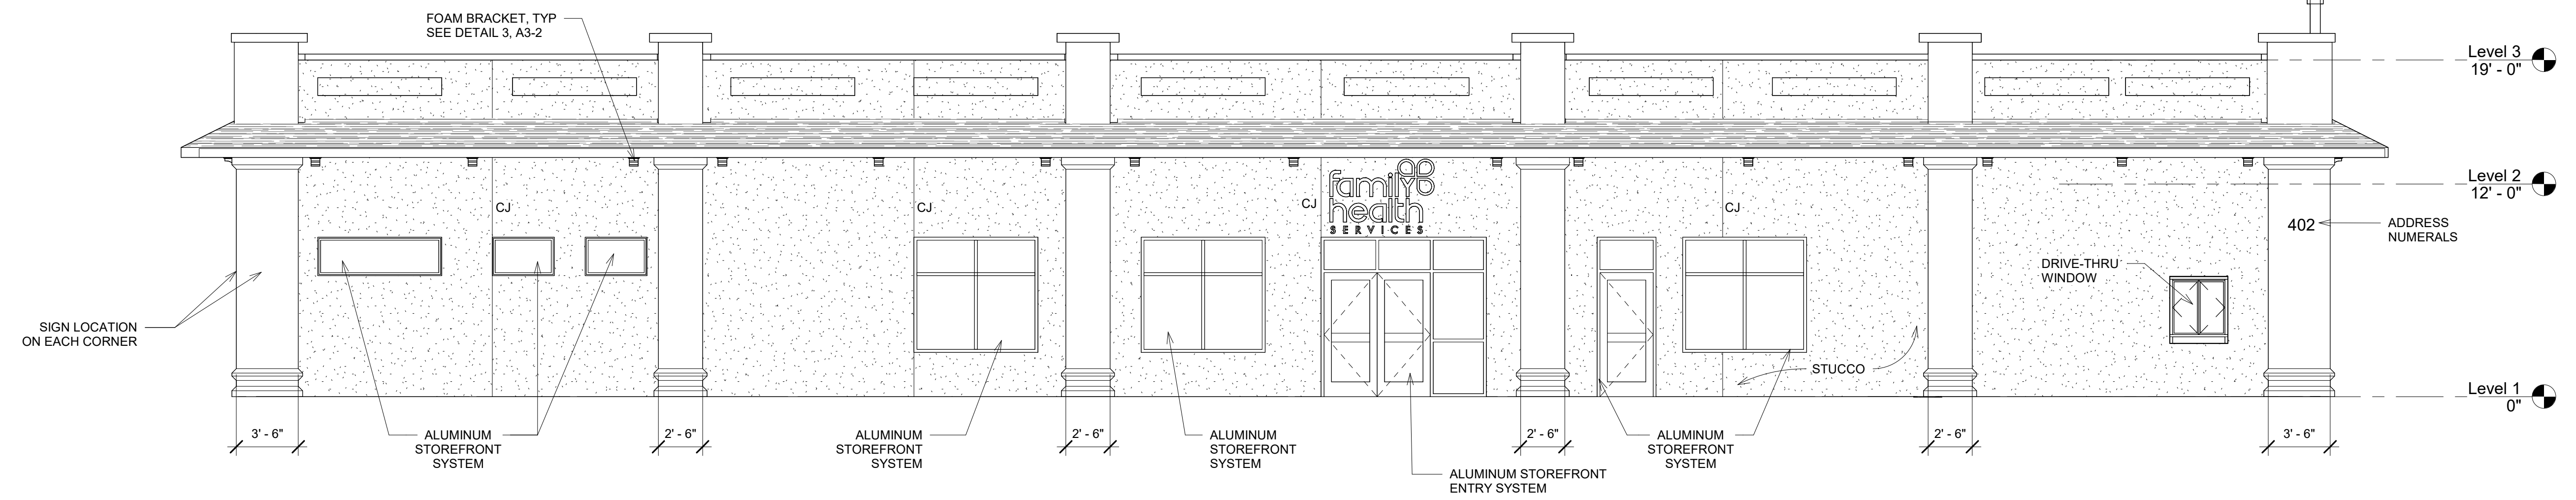 FOAM BRACKET, TYP
SEE DETAIL 3, A3-2
Level 3
19' - 0"
Level 2
12' - 0"
CJ
CJ
CJ
family
health
SERVICES
CJ
402
ADDRESS
NUMERALS
DRIVE-THRU
WINDOW
SIGN LOCATION
ON EACH CORNER
STUCCO
Level 1
0"
3' - 6"
2' - 6"
2' - 6"
2' - 6"
2' - 6"
3' - 6"
ALUMINUM
STOREFRONT
SYSTEM
ALUMINUM
STOREFRONT
SYSTEM
ALUMINUM
STOREFRONT
SYSTEM
ALUMINUM
STOREFRONT
SYSTEM
ALUMINUM STOREFRONT
ENTRY SYSTEM